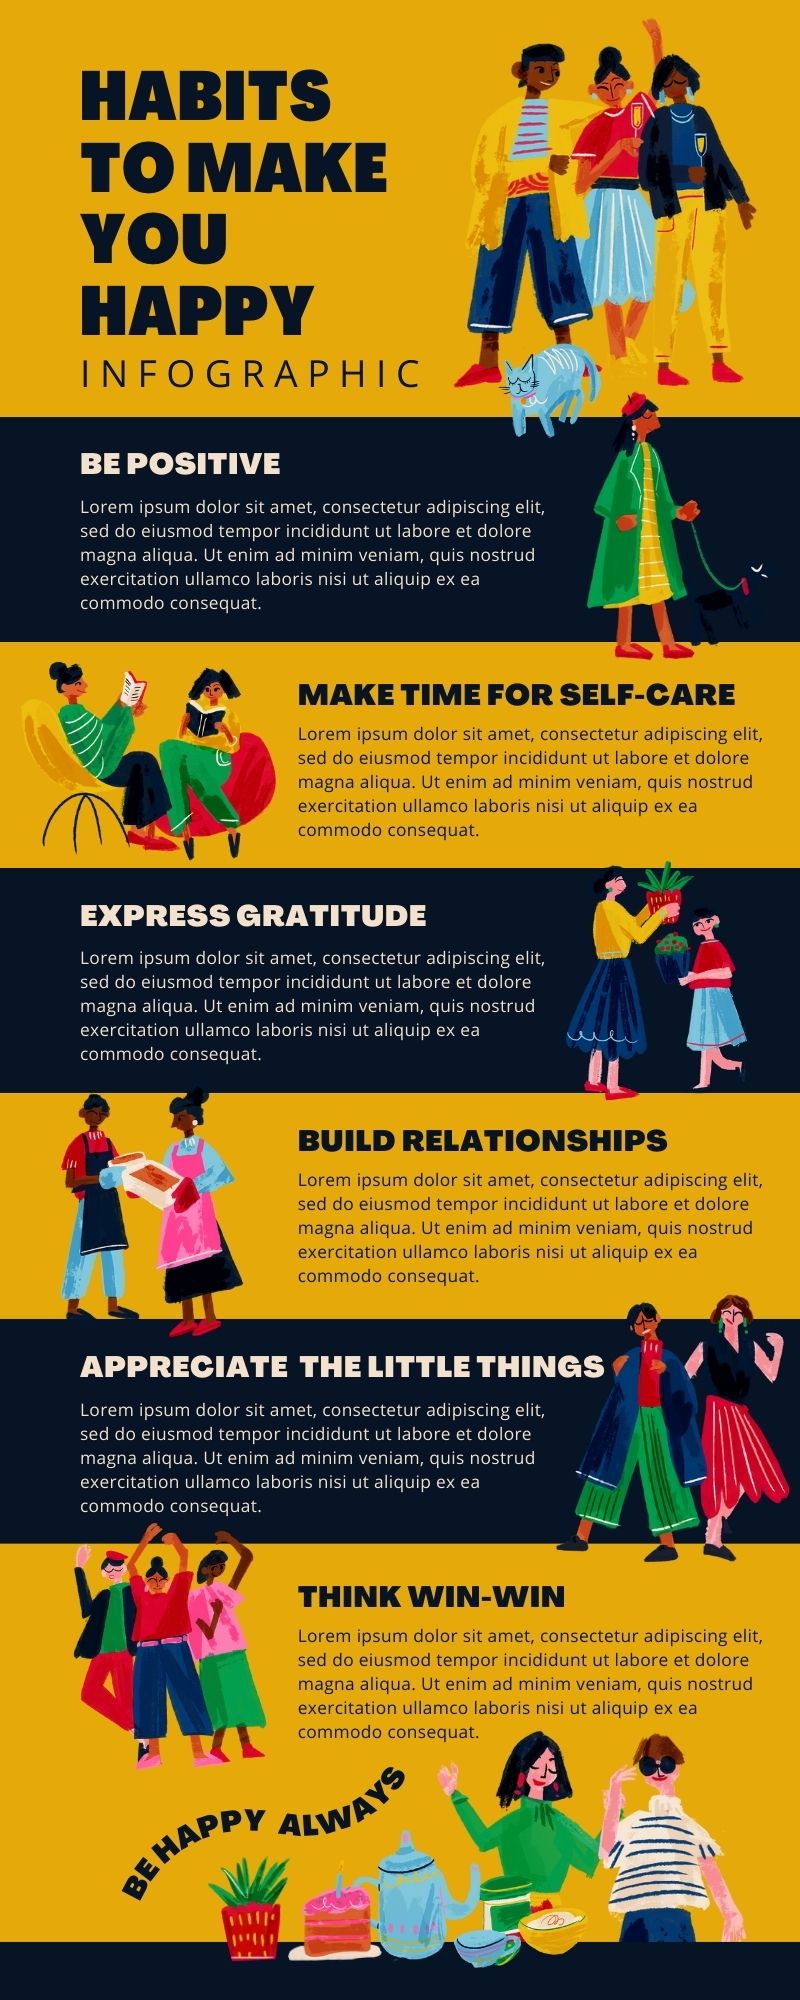 HABITS
TO MAKE
YOU
HAPPY
INFOGRAPHIC
BE POSITIVE
Lorem ipsum dolor sit amet, consectetur adipiscing elit,
sed do eiusmod tempor incididunt ut labore et dolore
magna aliqua. Ut enim ad minim veniam, quis nostrud
exercitation ullamco laboris nisi ut aliquip ex ea
commodo consequat.
MAKE TIME FOR SELF-CARE
Lorem ipsum dolor sit amet, consectetur adipiscing elit,
sed do eiusmod tempor incididunt ut labore et dolore
magna aliqua. Ut enim ad minim veniam, quis nostrud
exercitation ullamco laboris nisi ut aliquip ex ea
commodo consequat.
EXPRESS GRATITUDE
Lorem ipsum dolor sit amet, consectetur adipiscing elit,
sed do eiusmod tempor incididunt ut labore et dolore
magna aliqua. Ut enim ad minim veniam, quis nostrud
exercitation ullamco laboris nisi ut aliquip ex ea
commodo consequat.
BUILD RELATIONSHIPS
Lorem ipsum dolor sit amet, consectetur adipiscing elit,
sed do eiusmod tempor incididunt ut labore et dolore
magna aliqua. Ut enim ad minim veniam, quis nostrud
exercitation ullamco laboris nisi ut aliquip ex ea
commodo consequat.
APPRECIATE THE LITTLE THINGS
Lorem ipsum dolor sit amet, consectetur adipiscing elit,
sed do eiusmod tempor incididunt ut labore et dolore
magna aliqua. Ut enim ad minim veniam, quis nostrud
exercitation ullamco laboris nisi ut aliquip ex ea
commodo consequat.
THINK WIN-WIN
Lorem ipsum dolor sit amet, consectetur adipiscing elit,
sed do eiusmod tempor incididunt ut labore et dolore
magna aliqua. Ut enim ad minim veniam, quis nostrud
exercitation ullamco laboris nisi ut aliquip ex ea
commodo consequat.
BE HAPPY ALWAYS